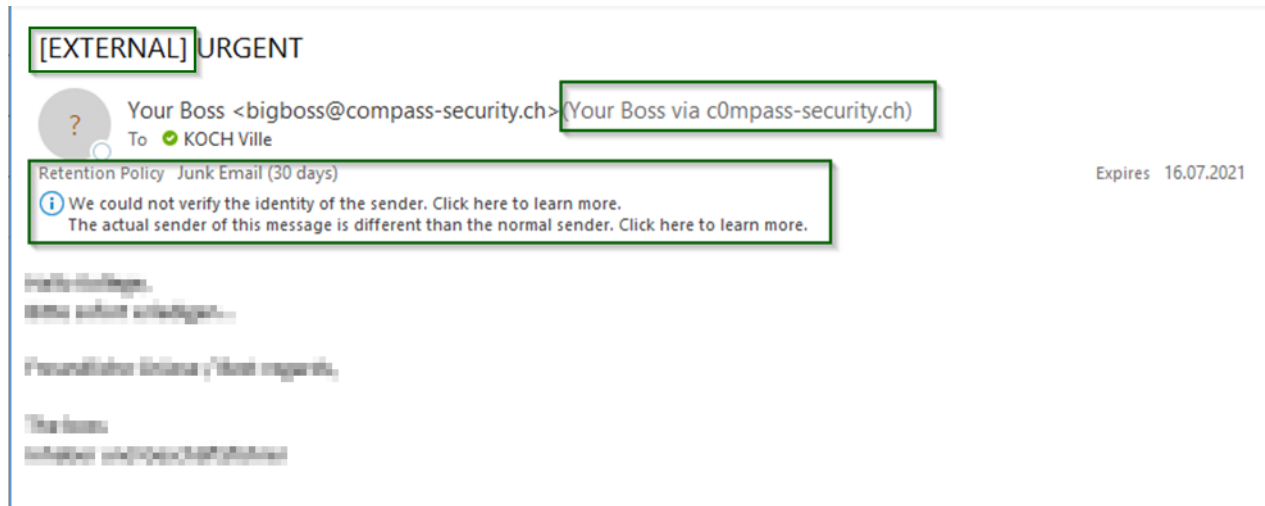 [EXTERNAL] URGENT
?
Your Boss <bigboss@compass-security.ch>(Your Boss via c0mpass-security.ch)
To KOCH Ville
Retention Policy Junk Email (30 days) Expires 16.07.2021
We could not verify the identity of the sender. Click here to learn more.
The actual sender of this message is different than the normal sender. Click here to learn more.